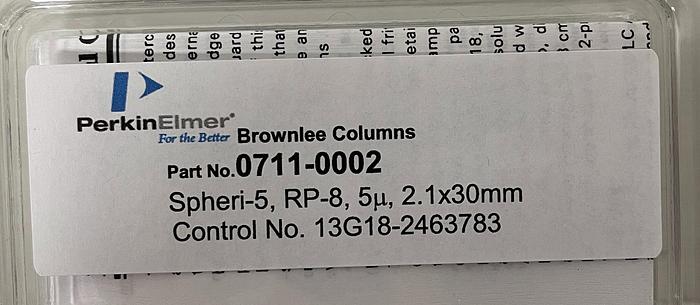 PerkinElmer®
For the Better
Brownlee Columns
Part No.0711-0002
Spheri-5, RP-8, 5µ, 2.1x30mm
Control No. 13G18-2463783